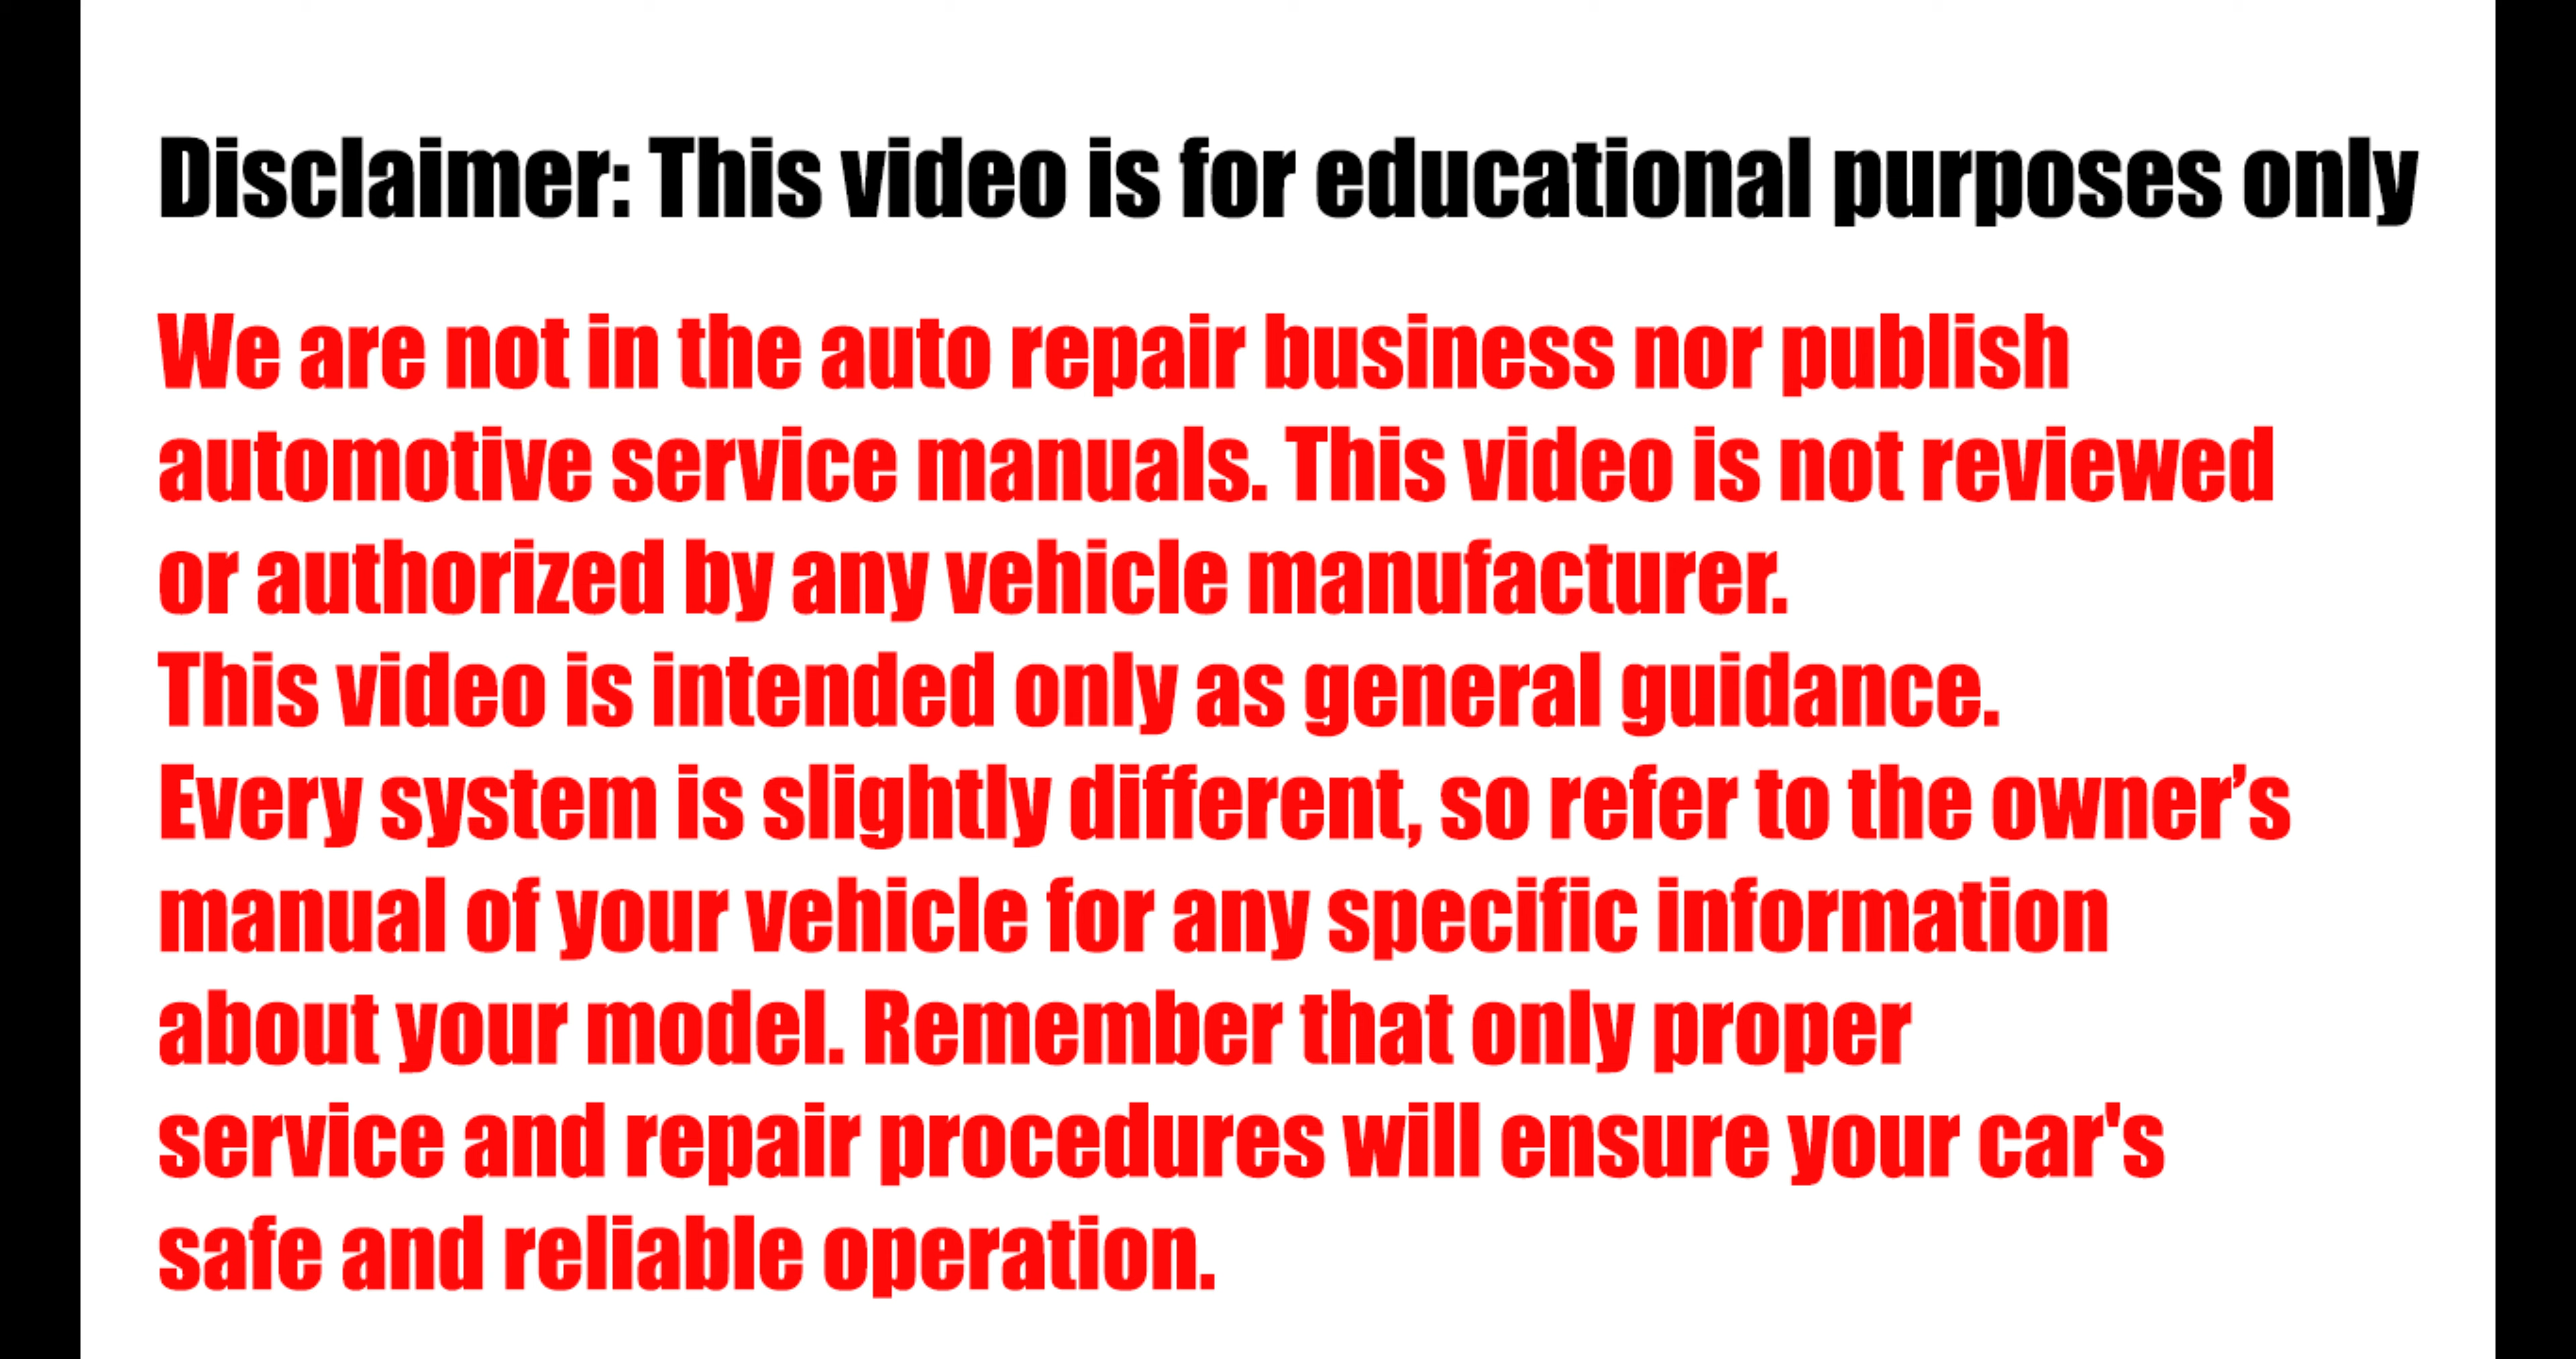 Disclaimer: This video is for educational purposes only
We are not in the auto repair business nor publish
automotive service manuals. This video is not reviewed
or authorized by any vehicle manufacturer.
This video is intended only as general guidance.
Every system is slightly different, so refer to the owner’s
manual of your vehicle for any specific information
about your model. Remember that only proper
service and repair procedures will ensure your car's
safe and reliable operation.